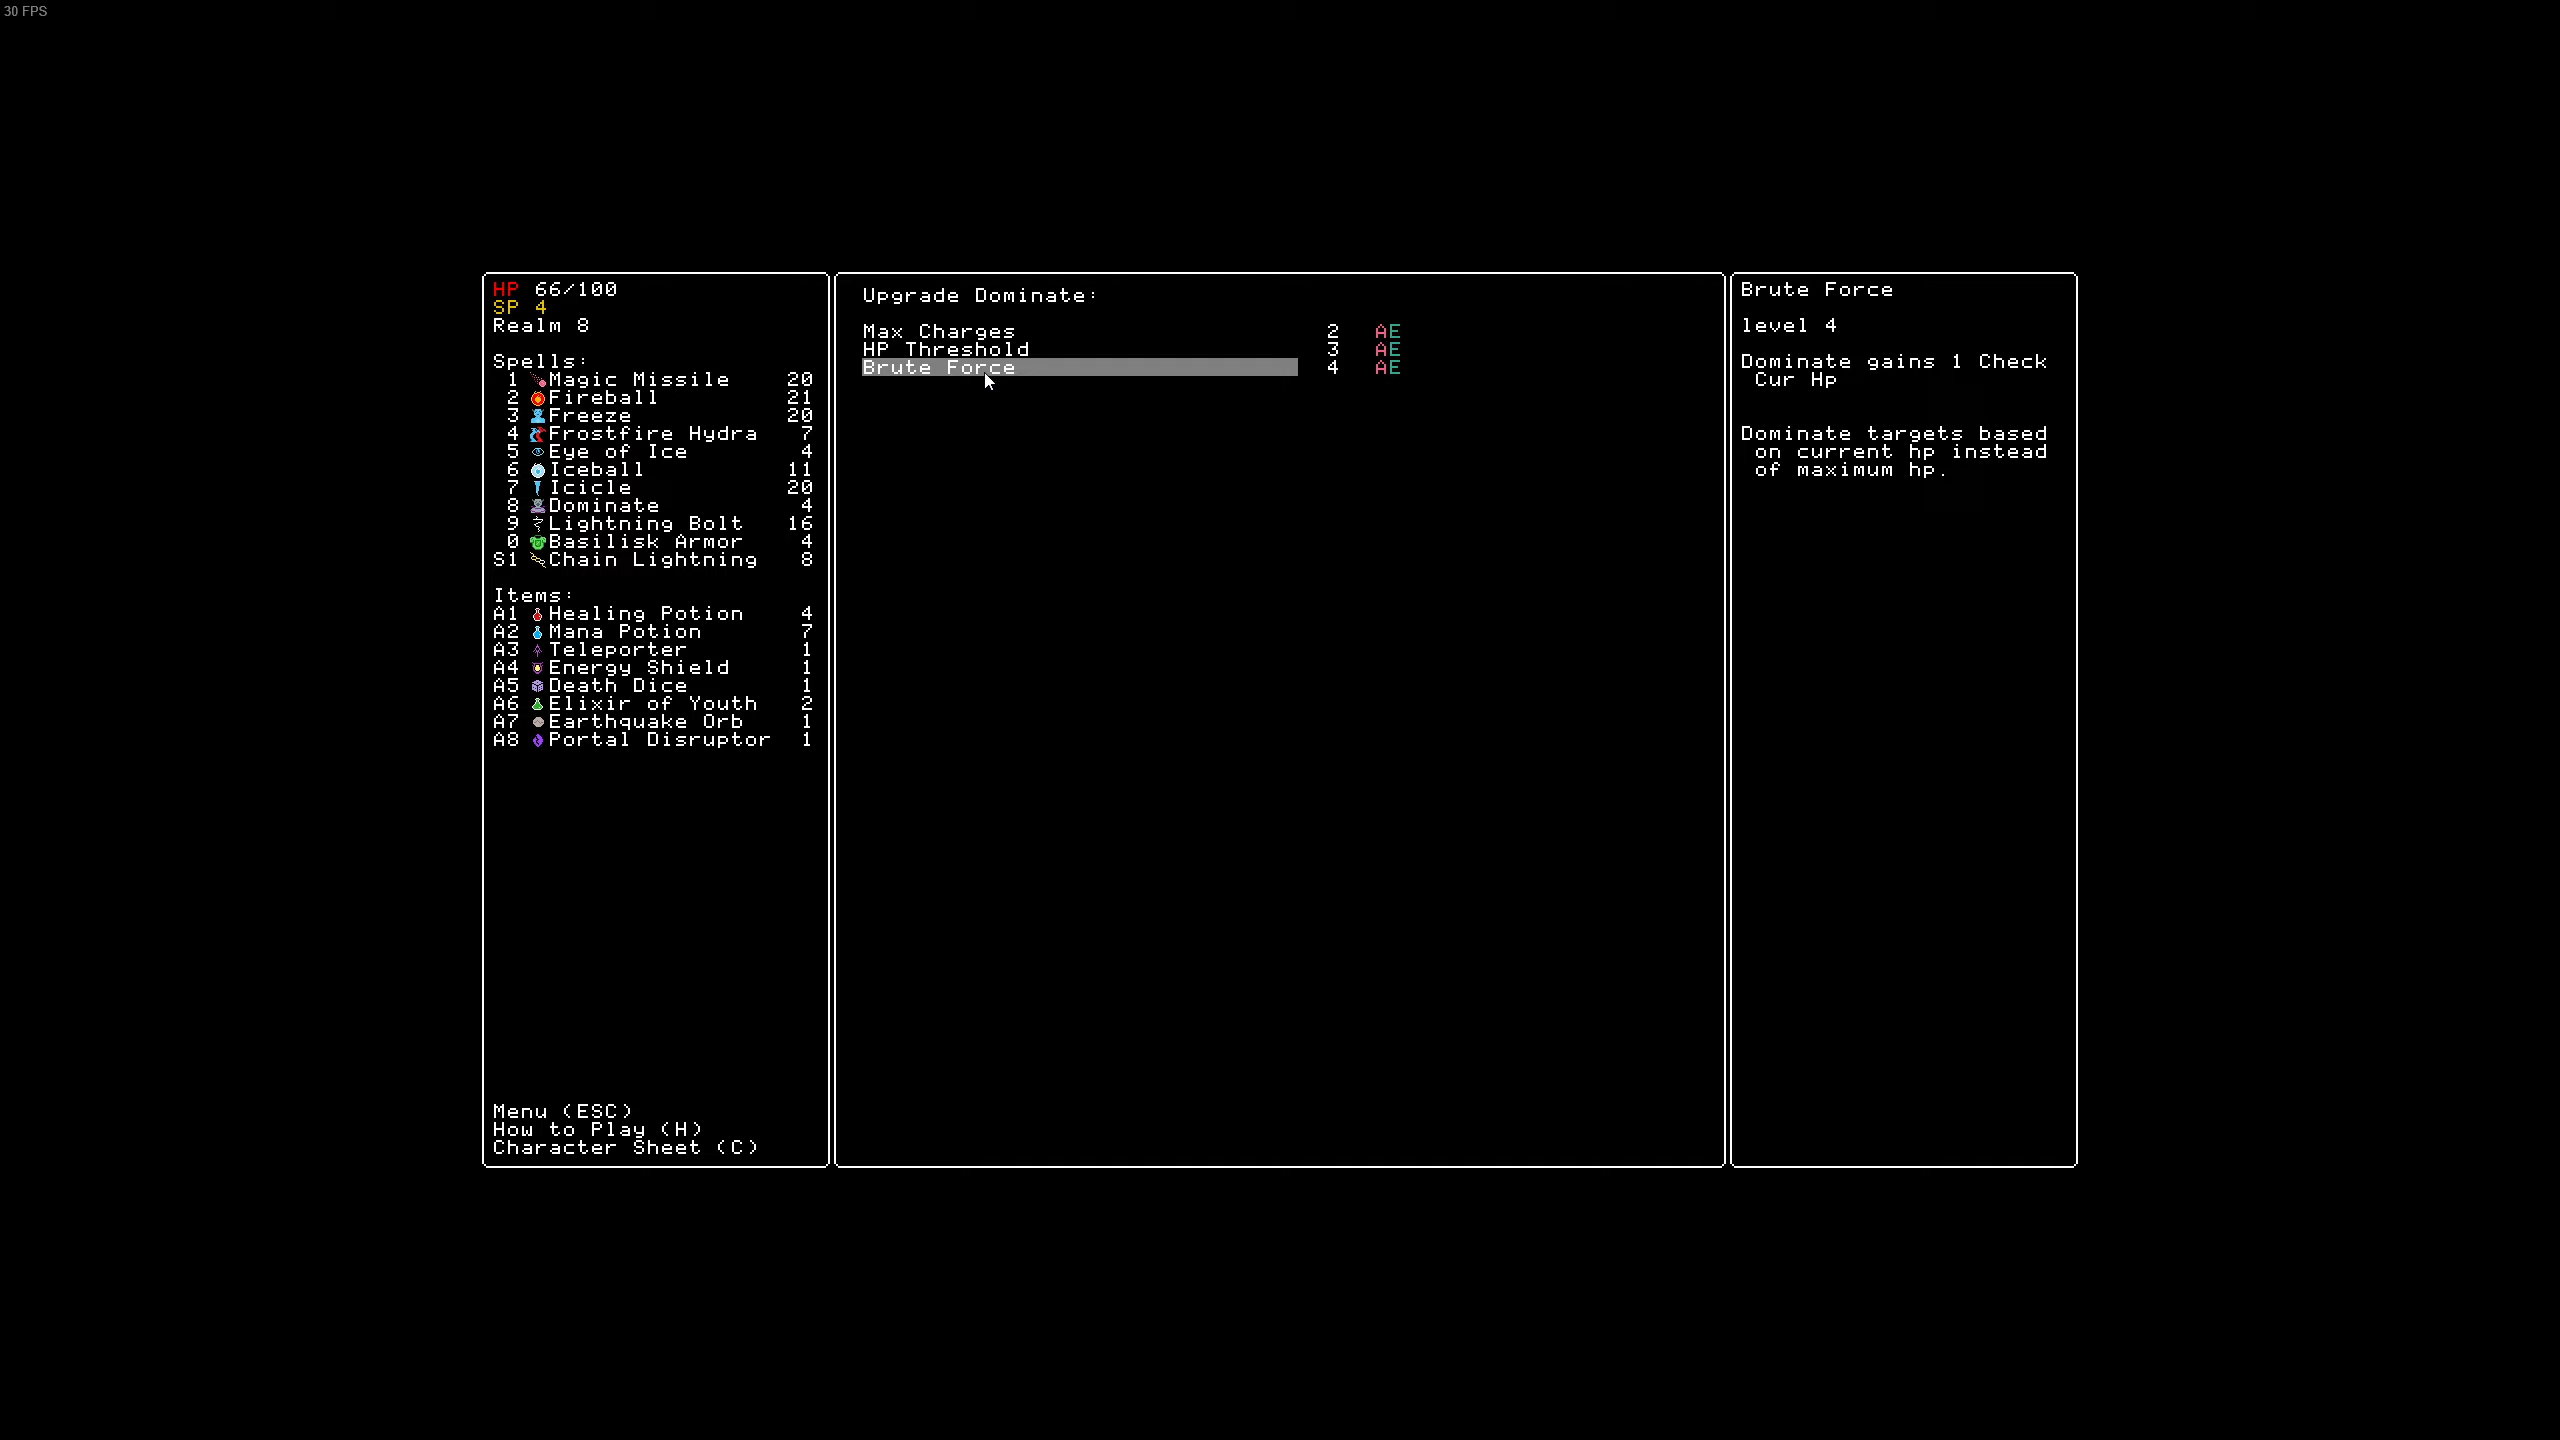 30 FPS
HP 66/100
SP 4
Realm 8
Spells:
1 Magic Missile 20
2 Fireball 21
3 Freeze 20
4 Frostfire Hydra 7
5 Eye of Ice 4
6 Iceball 11
7 Icicle 20
8 Dominate 4
9 Lightning Bolt 16
0 Basilisk Armor 4
S1 Chain Lightning 8
Items:
A1 Healing Potion 4
A2 Mana Potion 7
A3 Teleporter 1
A4 Energy Shield 1
A5 Death Dice 1
A6 Elixir of Youth 2
A7 Earthquake Orb 1
A8 Portal Disruptor 1
Menu (ESC)
How to Play (H)
Character Sheet (C)
Upgrade Dominate:
Max Charges 2 AE
HP Threshold 3 AE
Brute Force 4 AE
Brute Force
level 4
Dominate gains 1 Check
Cur Hp
Dominate targets based
on current hp instead
of maximum hp.